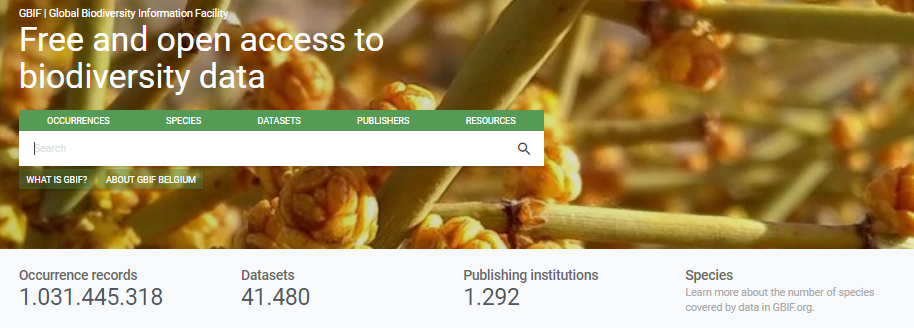 GBIF | Global Biodiversity Information Facility
Free and open access to
biodiversity data
OCCURRENCES SPECIES DATASETS PUBLISHERS RESOURCES
Search
WHAT IS GBIF? ABOUT GBIF BELGIUM
Occurrence records Datasets Publishing institutions Species
1.031.445.318 41.480 1.292 Learn more about the number of species
covered by data in GBIF.org.